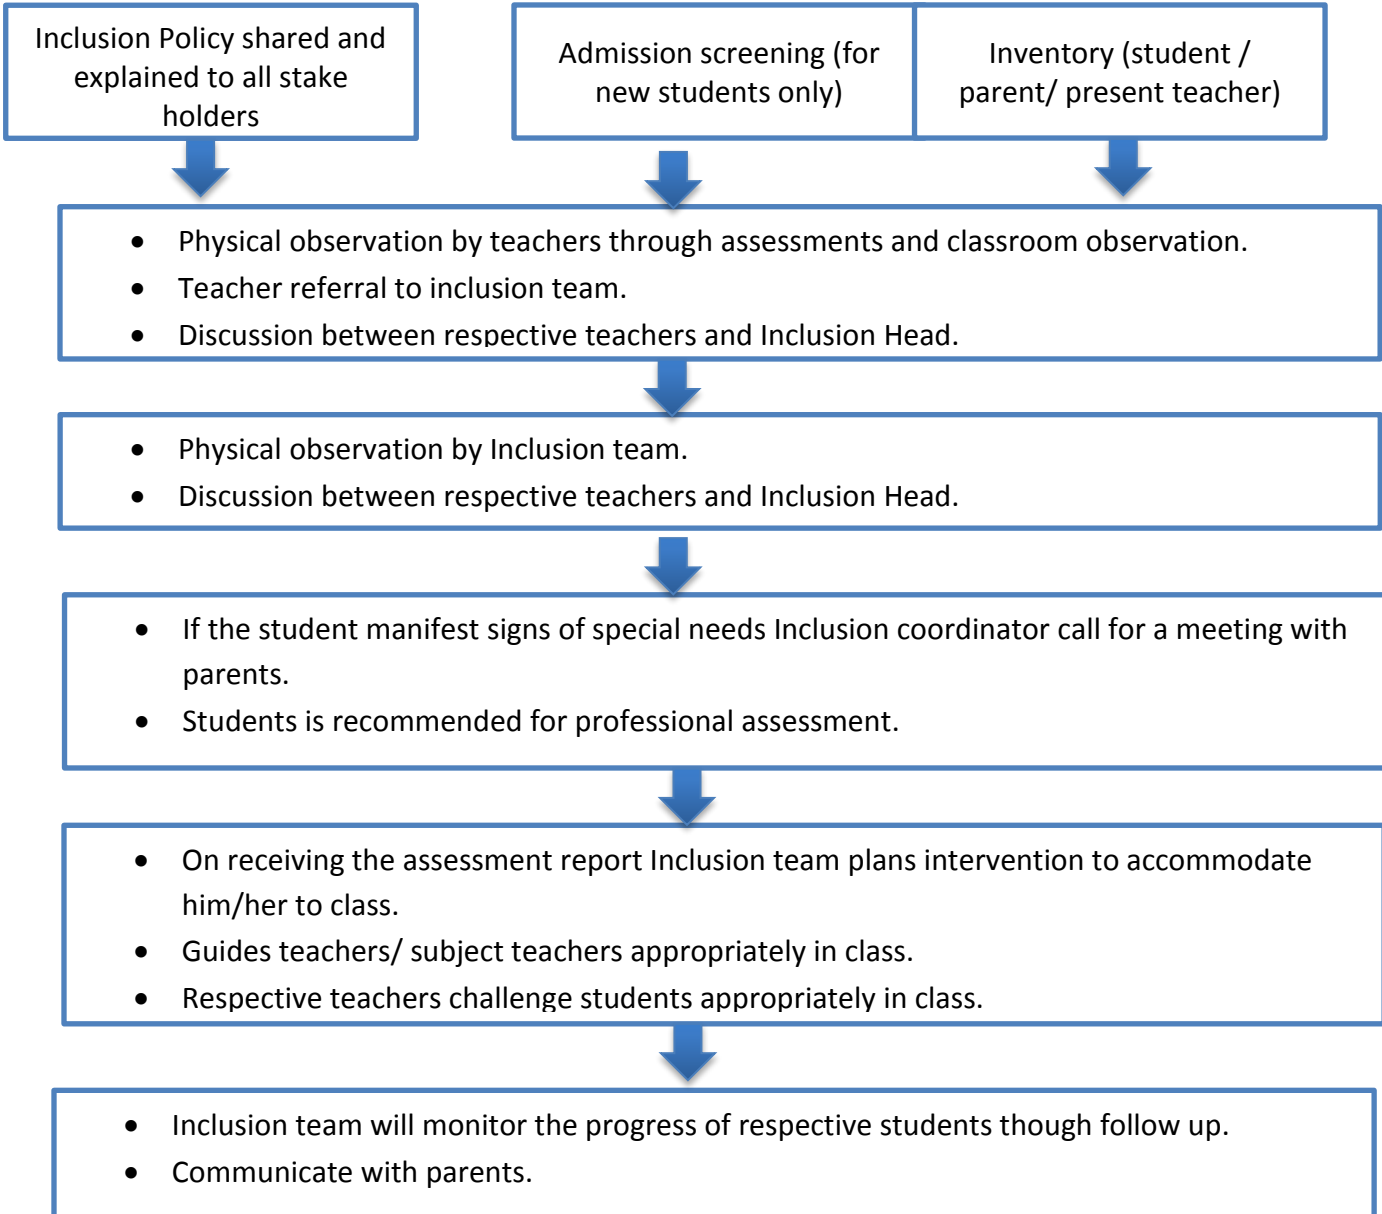 Inclusion Policy shared and
explained to all stake
holders
Admission screening (for
new students only)
Inventory (student /
parent/ present teacher)
• Physical observation by teachers through assessments and classroom observation.
• Teacher referral to inclusion team.
• Discussion between respective teachers and Inclusion Head.
• Physical observation by Inclusion team.
• Discussion between respective teachers and Inclusion Head.
• If the student manifest signs of special needs Inclusion coordinator call for a meeting with
parents.
• Students is recommended for professional assessment.
• On receiving the assessment report Inclusion team plans intervention to accommodate
him/her to class.
• Guides teachers/ subject teachers appropriately in class.
• Respective teachers challenge students appropriately in class.
• Inclusion team will monitor the progress of respective students though follow up.
• Communicate with parents.